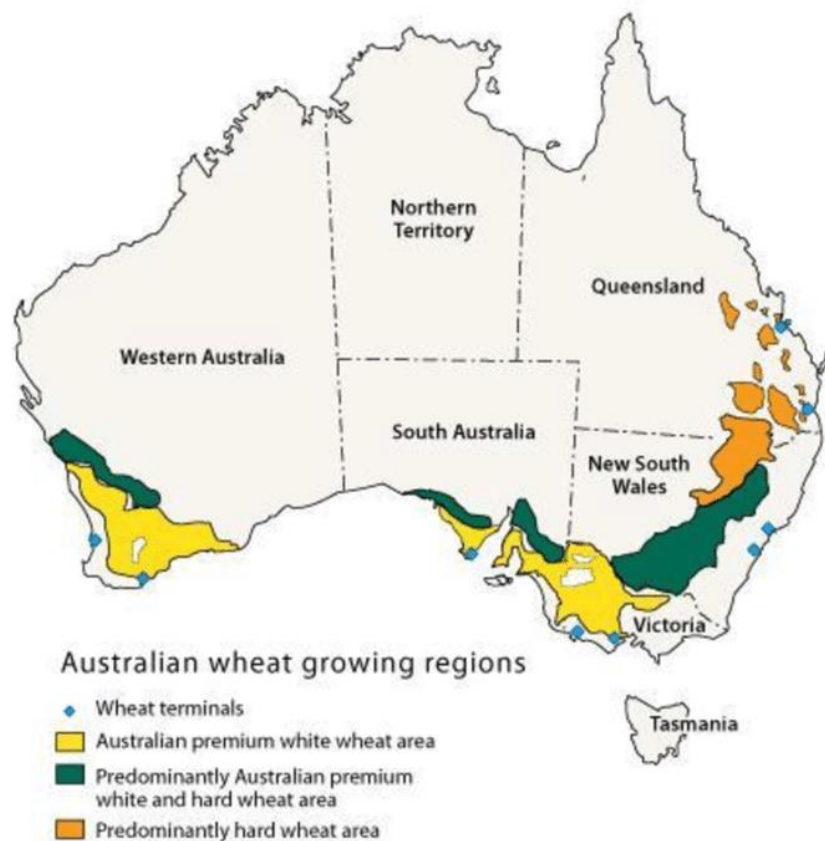 Northern
Territory
Queensland
Western Australia
South Australia
New South
Wales
Victoria
Australian wheat growing regions
Tasmania
Wheat terminals
Australian premium white wheat area
Predominantly Australian premium
white and hard wheat area
Predominantly hard wheat area